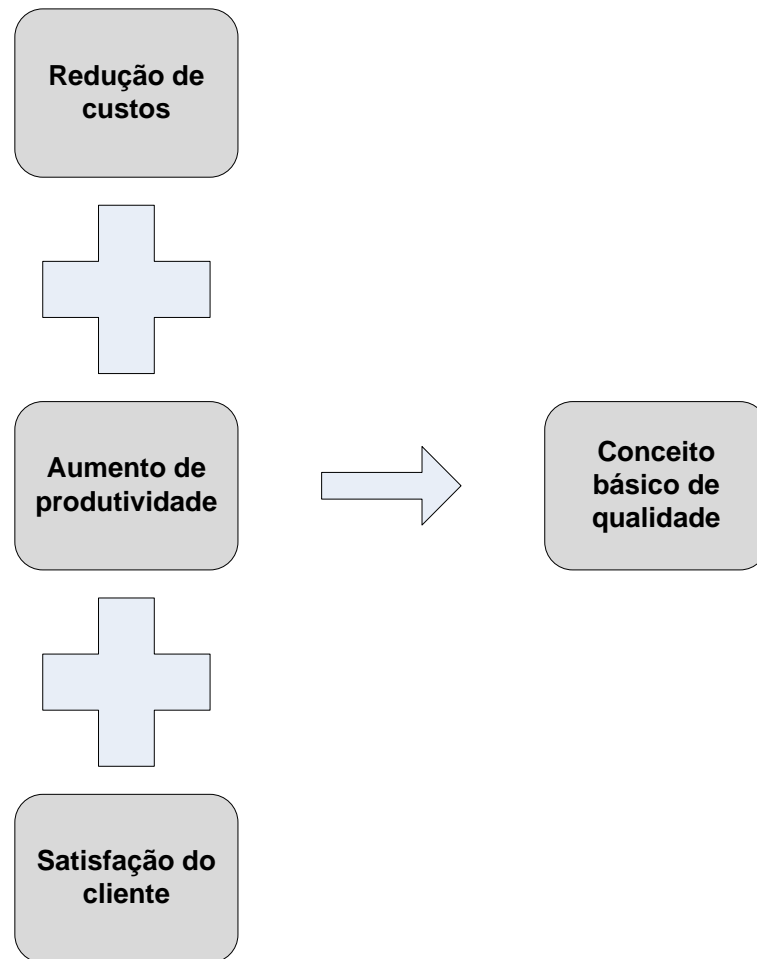 Redução de
custos
Aumento de
produtividade
Conceito
básico de
qualidade
Satisfação do
cliente